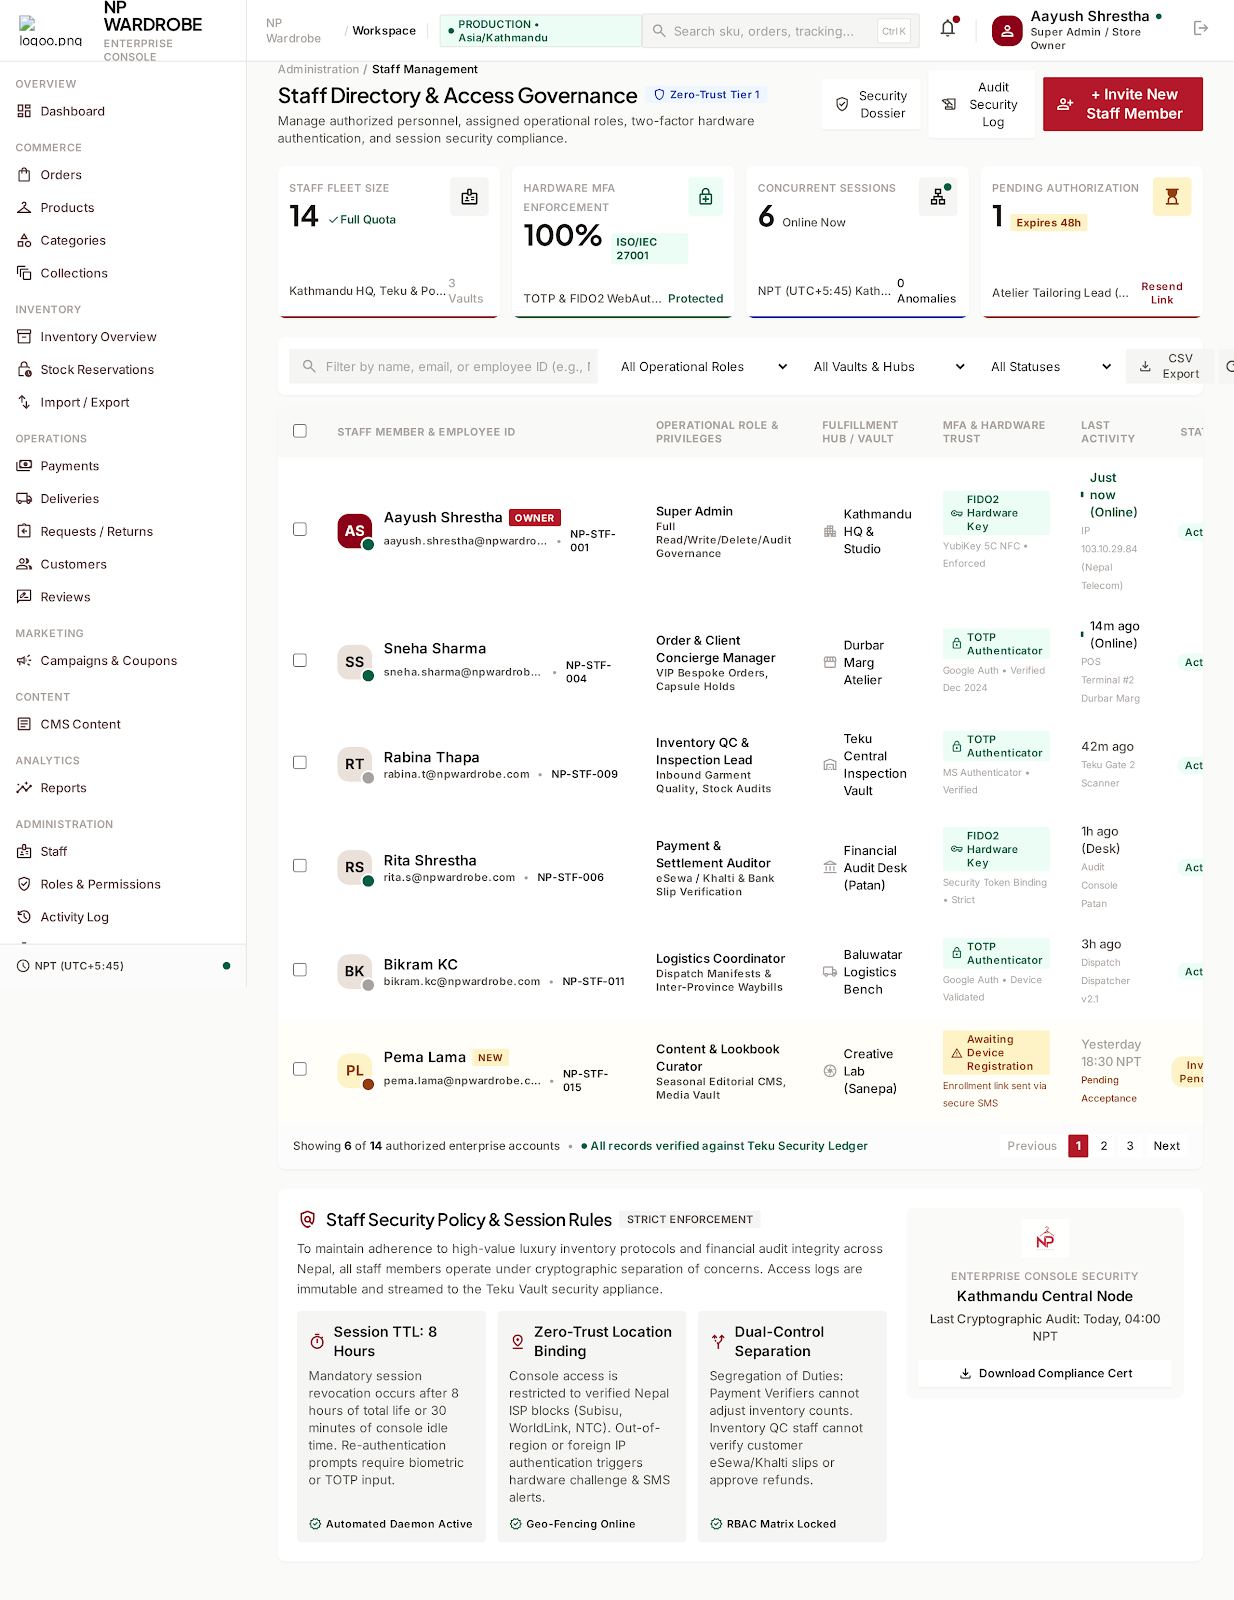 logoo.png
NP WARDROBE
ENTERPRISE CONSOLE
NP Wardrobe / Workspace
PRODUCTION • Asia/Kathmandu
Search sku, orders, tracking...
Ctrl K
Aayush Shrestha
Super Admin / Store Owner
OVERVIEW
Dashboard
COMMERCE
Orders
Products
Categories
Collections
INVENTORY
Inventory Overview
Stock Reservations
Import / Export
OPERATIONS
Payments
Deliveries
Requests / Returns
Customers
Reviews
MARKETING
Campaigns & Coupons
CONTENT
CMS Content
ANALYTICS
Reports
ADMINISTRATION
Staff
Roles & Permissions
Activity Log
NPT (UTC+5:45)
Administration / Staff Management
Staff Directory & Access Governance
Zero-Trust Tier 1
Manage authorized personnel, assigned operational roles, two-factor hardware
authentication, and session security compliance.
Security Dossier
Audit Security Log
+ Invite New Staff Member
STAFF FLEET SIZE
14
Full Quota
Kathmandu HQ, Teku & Po...
3 Vaults
HARDWARE MFA ENFORCEMENT
100%
ISO/IEC 27001
TOTP & FIDO2 WebAut...
Protected
CONCURRENT SESSIONS
6
Online Now
NPT (UTC+5:45) Kath...
0 Anomalies
PENDING AUTHORIZATION
1
Expires 48h
Atelier Tailoring Lead (...
Resend Link
Filter by name, email, or employee ID (e.g., 
All Operational Roles
All Vaults & Hubs
All Statuses
CSV Export
STAFF MEMBER & EMPLOYEE ID
OPERATIONAL ROLE & PRIVILEGES
FULFILLMENT HUB / VAULT
MFA & HARDWARE TRUST
LAST ACTIVITY
STAT
AS
Aayush Shrestha
OWNER
aayush.shrestha@npwardro... • NP-STF-001
Super Admin
Full Read/Write/Delete/Audit Governance
Kathmandu HQ & Studio
FIDO2 Hardware Key
YubiKey 5C NFC • Enforced
Just now (Online)
IP 103.10.29.84 (Nepal Telecom)
Act
SS
Sneha Sharma
sneha.sharma@npwardrob... • NP-STF-004
Order & Client Concierge Manager
VIP Bespoke Orders, Capsule Holds
Durbar Marg Atelier
TOTP Authenticator
Google Auth • Verified Dec 2024
14m ago (Online)
POS Terminal #2 Durbar Marg
Act
RT
Rabina Thapa
rabina.t@npwardrobe.com • NP-STF-009
Inventory QC & Inspection Lead
Inbound Garment Quality, Stock Audits
Teku Central Inspection Vault
TOTP Authenticator
MS Authenticator • Verified
42m ago
Teku Gate 2 Scanner
Act
RS
Rita Shrestha
rita.s@npwardrobe.com • NP-STF-006
Payment & Settlement Auditor
eSewa / Khalti & Bank Slip Verification
Financial Audit Desk (Patan)
FIDO2 Hardware Key
Security Token Binding • Strict
1h ago (Desk)
Audit Console Patan
Act
BK
Bikram KC
bikram.kc@npwardrobe.com • NP-STF-011
Logistics Coordinator
Dispatch Manifests & Inter-Province Waybills
Baluwatar Logistics Bench
TOTP Authenticator
Google Auth • Device Validated
3h ago
Dispatch Dispatcher v2.1
Act
PL
Pema Lama
NEW
pema.lama@npwardrobe.c... • NP-STF-015
Content & Lookbook Curator
Seasonal Editorial CMS, Media Vault
Creative Lab (Sanepa)
Awaiting Device Registration
Enrollment link sent via secure SMS
Yesterday 18:30 NPT
Pending Acceptance
Inv
Pend
Showing 6 of 14 authorized enterprise accounts • All records verified against Teku Security Ledger
Previous 1 2 3 Next
Staff Security Policy & Session Rules
STRICT ENFORCEMENT
To maintain adherence to high-value luxury inventory protocols and financial audit integrity across
Nepal, all staff members operate under cryptographic separation of concerns. Access logs are
immutable and streamed to the Teku Vault security appliance.
Session TTL: 8 Hours
Mandatory session
revocation occurs after 8
hours of total life or 30
minutes of console idle
time. Re-authentication
prompts require biometric
or TOTP input.
Automated Daemon Active
Zero-Trust Location Binding
Console access is
restricted to verified Nepal
ISP blocks (Subisu,
WorldLink, NTC). Out-of-
region or foreign IP
authentication triggers
hardware challenge & SMS
alerts.
Geo-Fencing Online
Dual-Control Separation
Segregation of Duties:
Payment Verifiers cannot
adjust inventory counts.
Inventory QC staff cannot
verify customer
eSewa/Khalti slips or
approve refunds.
RBAC Matrix Locked
NP
ENTERPRISE CONSOLE SECURITY
Kathmandu Central Node
Last Cryptographic Audit: Today, 04:00
NPT
Download Compliance Cert